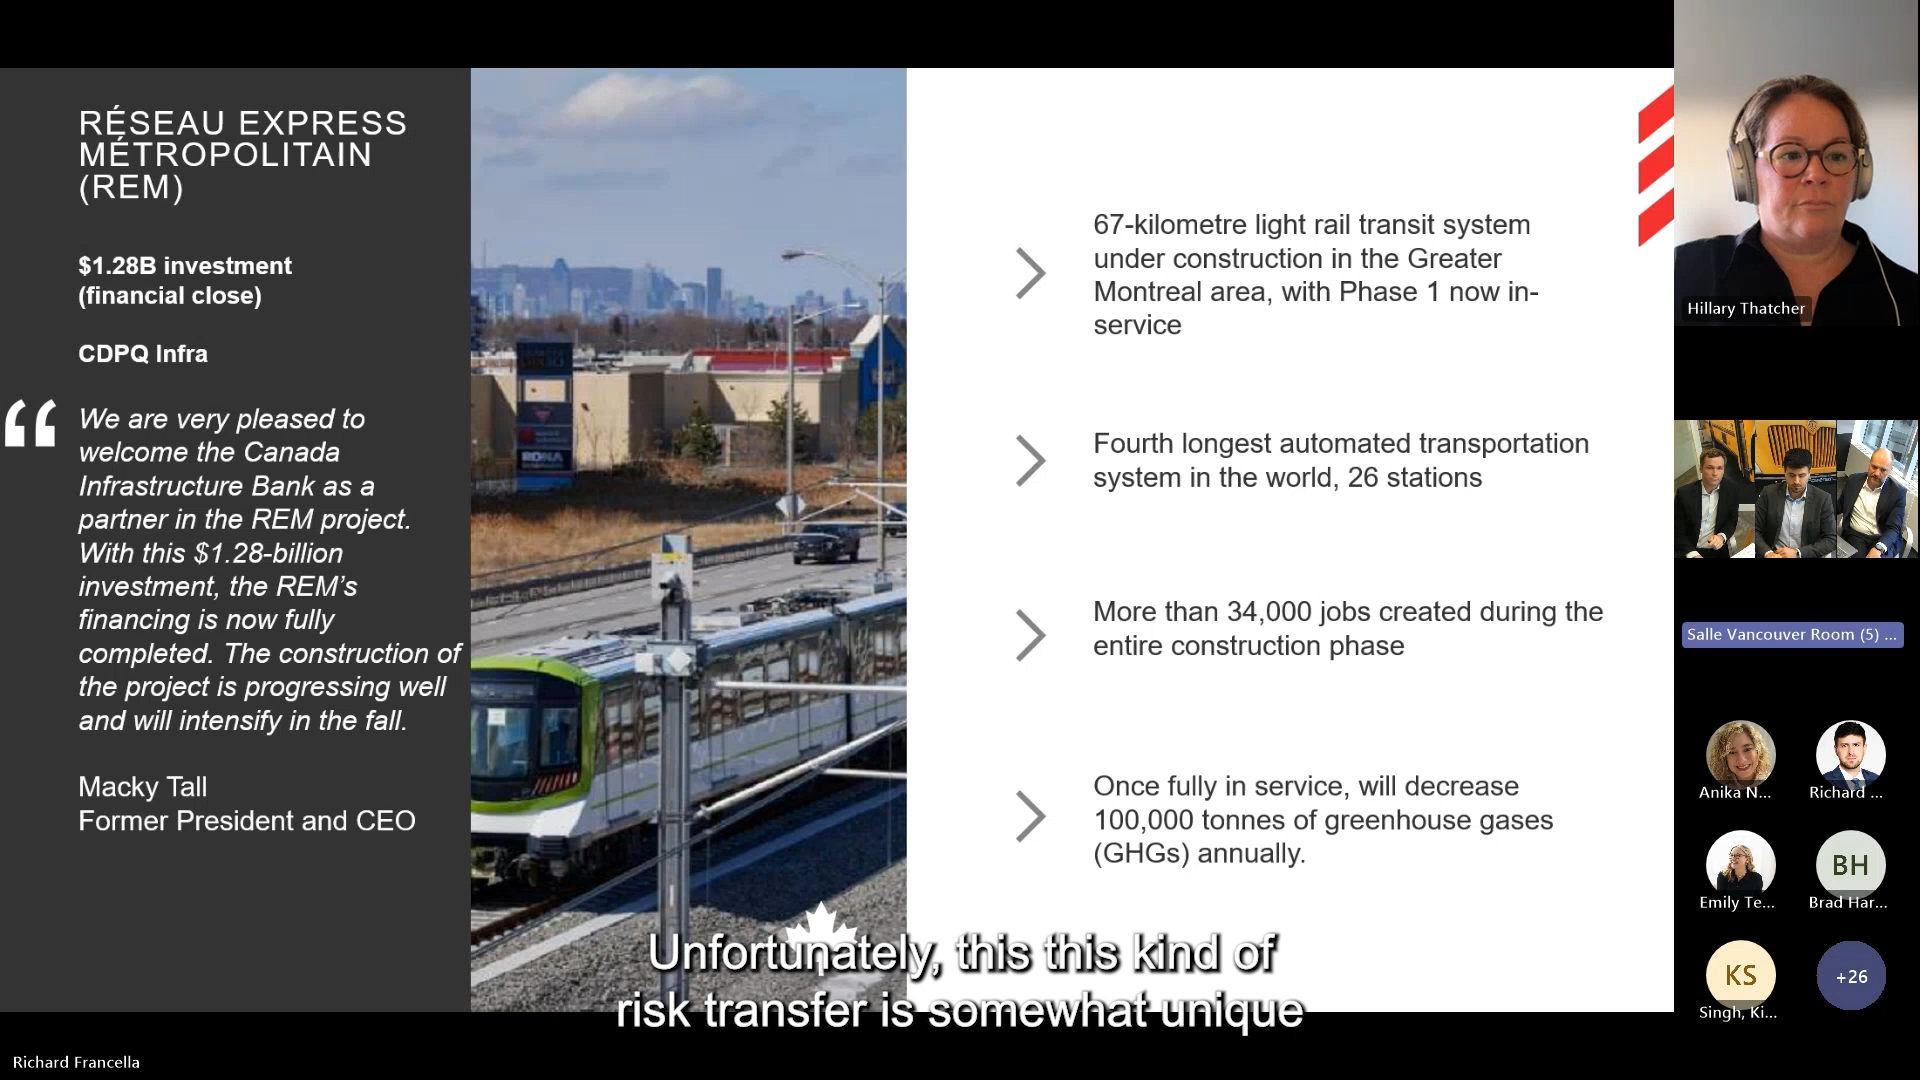 RÉSEAU EXPRESS
MÉTROPOLITAIN
(REM)
$1.28B investment
(financial close)
CDPQ Infra
“
We are very pleased to
welcome the Canada
Infrastructure Bank as a
partner in the REM project.
With this $1.28-billion
investment, the REM’s
financing is now fully
completed. The construction of
the project is progressing well
and will intensify in the fall.
Macky Tall
Former President and CEO
RONA
67-kilometre light rail transit system
under construction in the Greater
Montreal area, with Phase 1 now in-
service
Fourth longest automated transportation
system in the world, 26 stations
More than 34,000 jobs created during the
entire construction phase
Once fully in service, will decrease
100,000 tonnes of greenhouse gases
(GHGs) annually.
Unfortunately, this this kind of
risk transfer is somewhat unique
Richard Francella
Hillary Thatcher
Salle Vancouver Room (5) ...
Anika N...
Richard ...
Emily Te...
BH
Brad Har...
KS
Singh, Ki...
+26